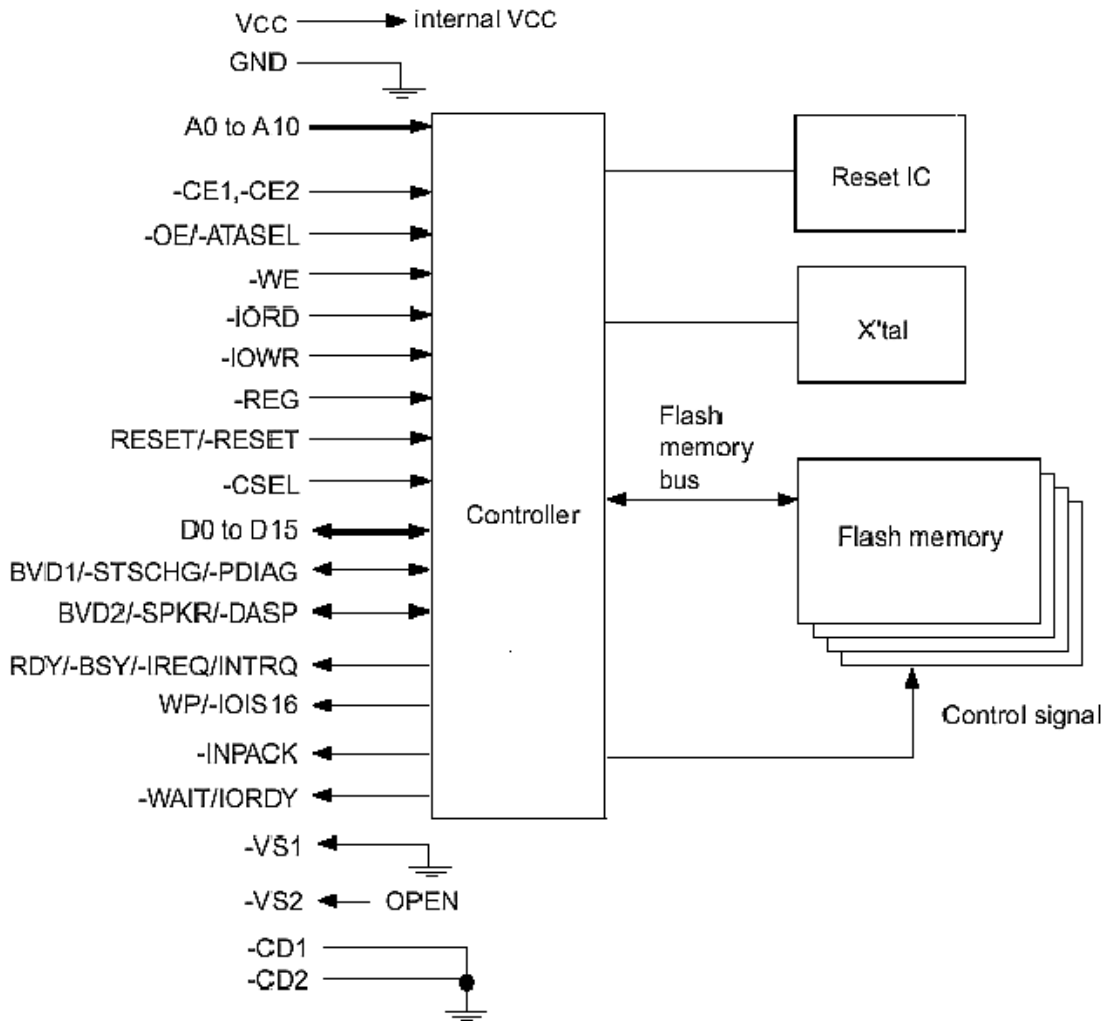 VCC
internal VCC
GND
A0 to A10
-CE1,-CE2
-OE/-ATASEL
-WE
-IORD
-IOWR
-REG
RESET/-RESET
-CSEL
D0 to D15
BVD1/-STSCHG/-PDIAG
BVD2/-SPKR/-DASP
RDY/-BSY/-IREQ/INTRQ
WP/-IOIS16
-INPACK
-WAIT/IORDY
-VS1
-VS2
OPEN
-CD1
-CD2
Controller
Reset IC
X'tal
Flash
memory
bus
Flash memory
Control signal